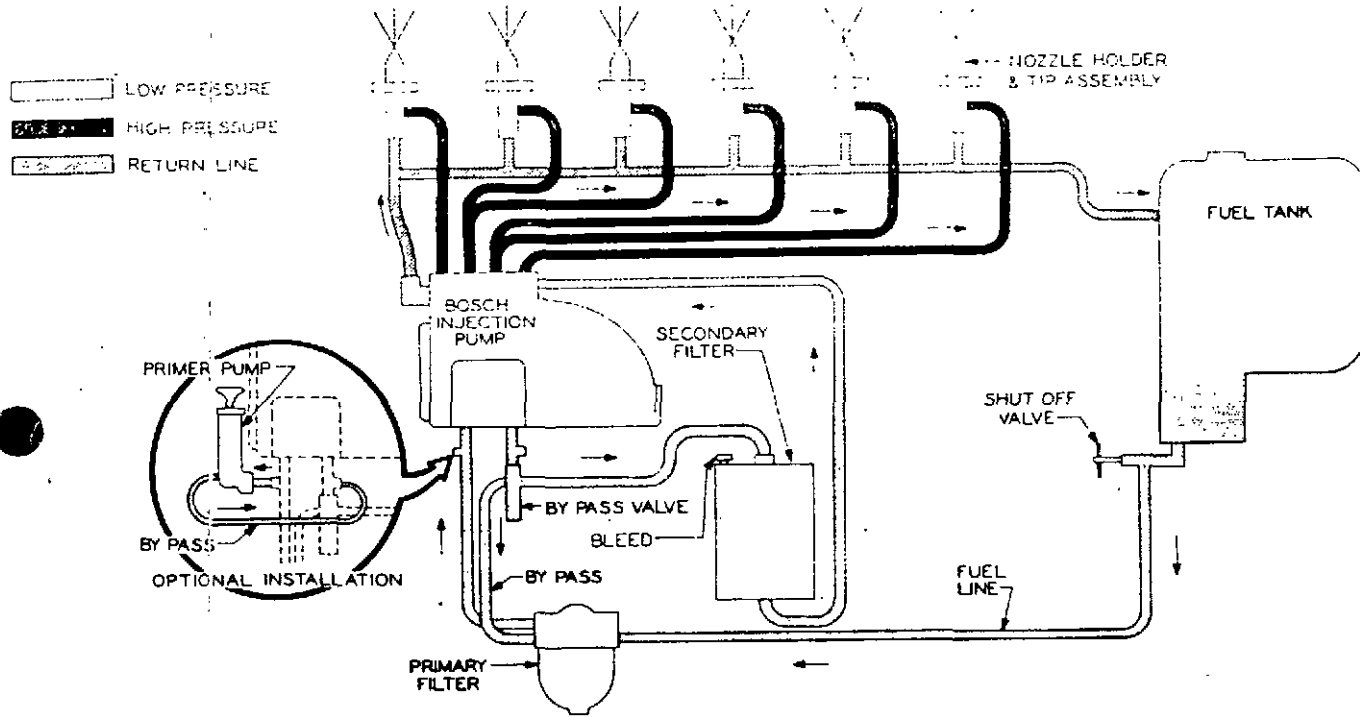 LOW PRESSURE
HIGH PRESSURE
RETURN LINE
NOZZLE HOLDER
& TIP ASSEMBLY
FUEL TANK
BOSCH
INJECTION
PUMP
SECONDARY
FILTER
PRIMER PUMP
SHUT OFF
VALVE
BY PASS VALVE
BLEED
BY PASS
OPTIONAL INSTALLATION
BY PASS
FUEL
LINE
PRIMARY
FILTER